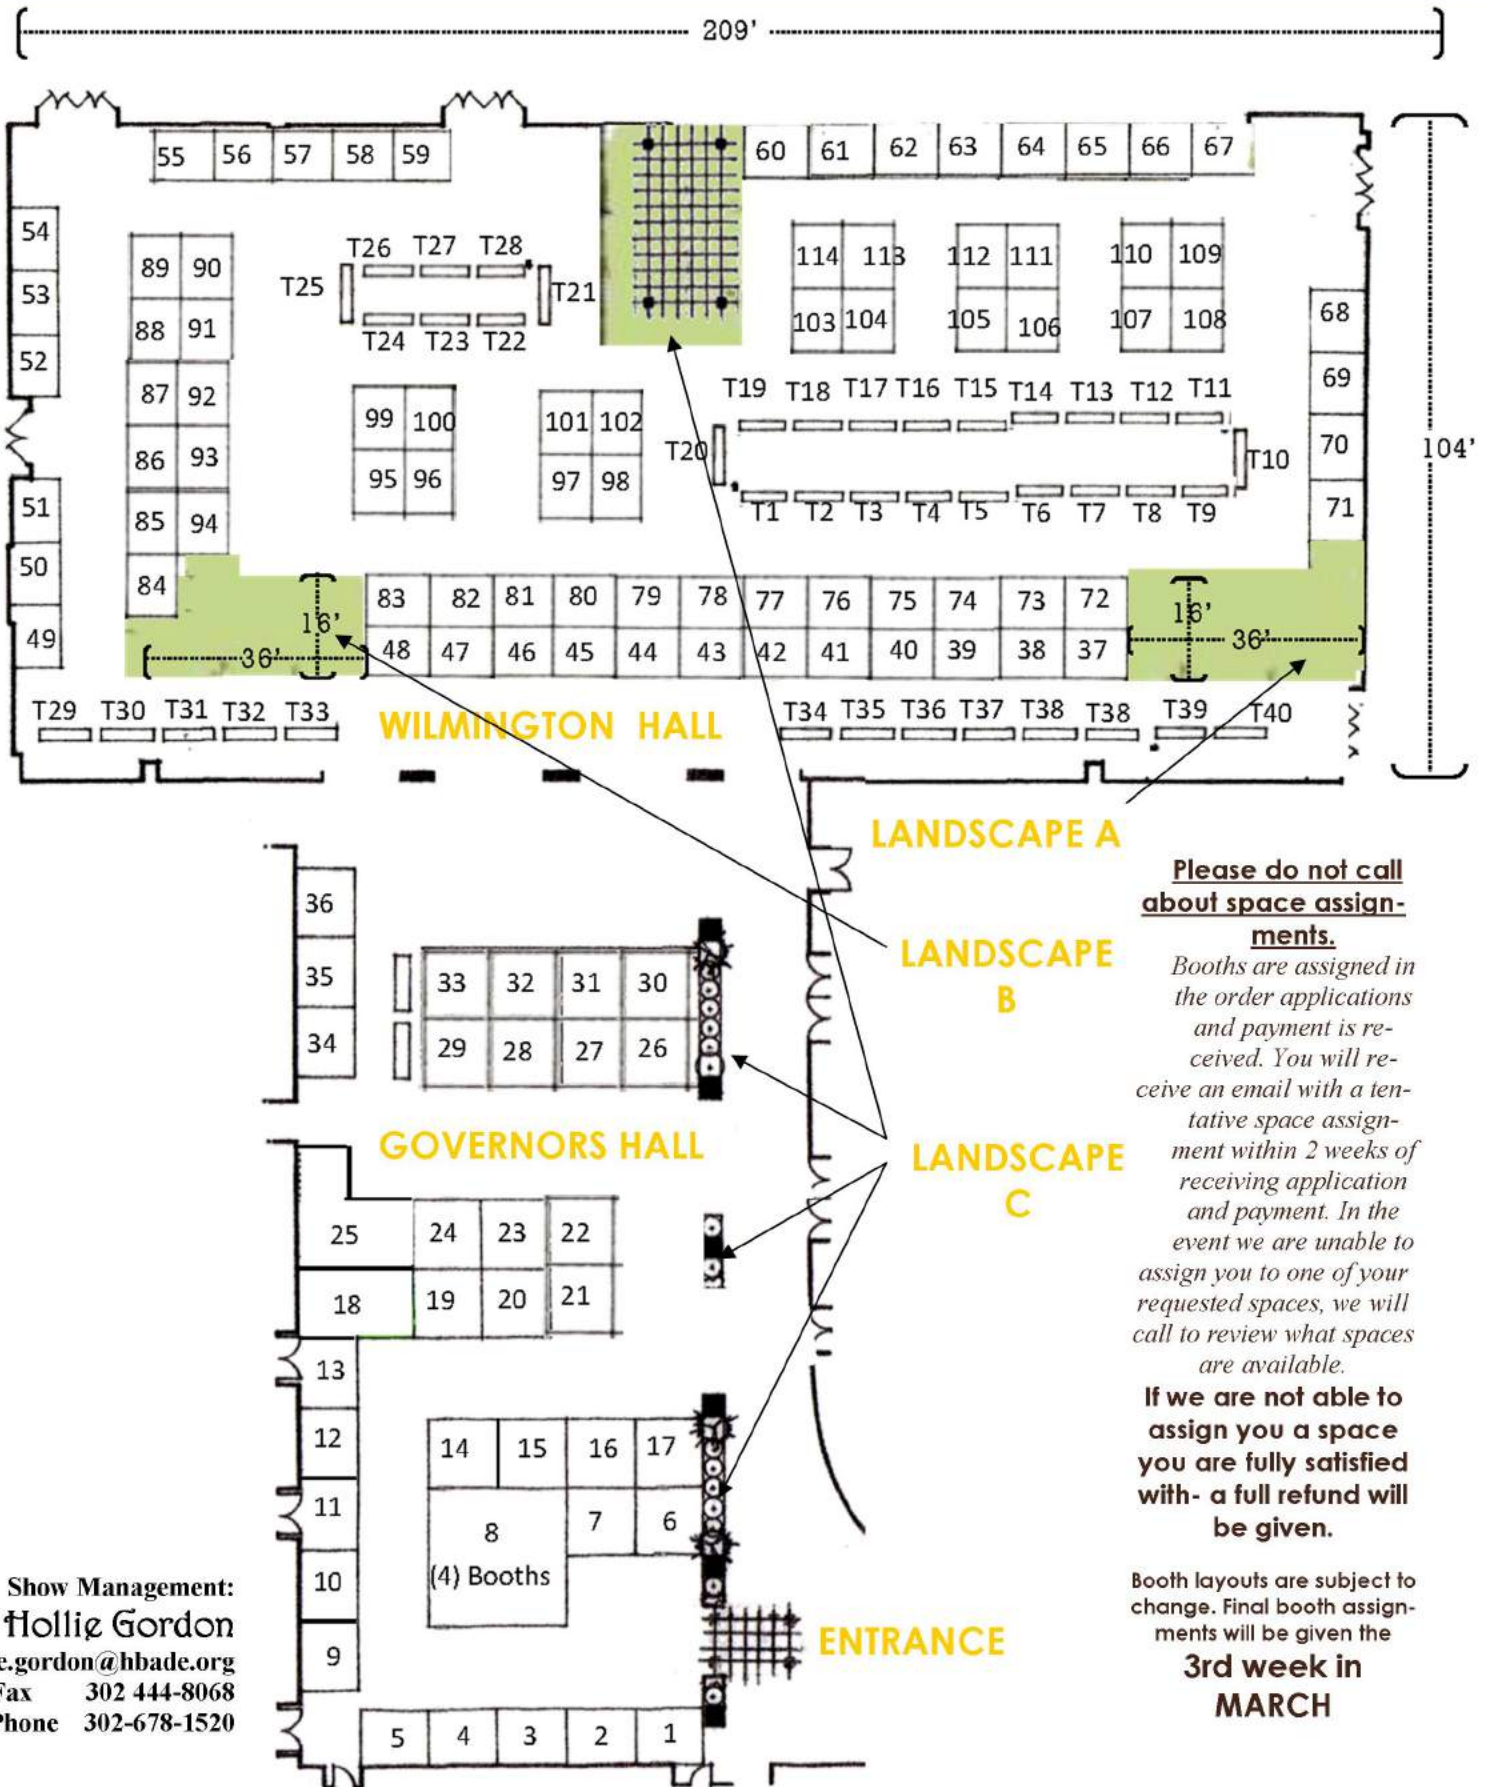 209'
55 56 57 58 59
60 61 62 63 64 65 66 67
54
53
52
51
50
49
89 90
88 91
87 92
86 93
85 94
84
T26 T27 T28
T25 T21
T24 T23 T22
114 113 112 111 110 109
103 104 105 106 107 108
68
69
70
71
99 100
95 96
101 102
97 98
T19 T18 T17 T16 T15 T14 T13 T12 T11
T20 T10
T1 T2 T3 T4 T5 T6 T7 T8 T9
104'
16'
36'
83 82 81 80 79 78 77 76 75 74 73 72
48 47 46 45 44 43 42 41 40 39 38 37
16'
36'
T29 T30 T31 T32 T33
WILMINGTON HALL
T34 T35 T36 T37 T38 T38 T39 T40
LANDSCAPE A
LANDSCAPE
B
LANDSCAPE
C
36
35
34
33 32 31 30
29 28 27 26
GOVERNORS HALL
25 24 23 22
18 19 20 21
13
12
11
10
9
14 15 16 17
8 7 6
(4) Booths
5 4 3 2 1
ENTRANCE
Please do not call
about space assign-
ments.
Booths are assigned in
the order applications
and payment is re-
ceived. You will re-
ceive an email with a ten-
tative space assign-
ment within 2 weeks of
receiving application
and payment. In the
event we are unable to
assign you to one of your
requested spaces, we will
call to review what spaces
are available.
If we are not able to
assign you a space
you are fully satisfied
with- a full refund will
be given.
Booth layouts are subject to
change. Final booth assign-
ments will be given the
3rd week in
MARCH
Show Management:
Hollie Gordon
e.gordon@hbade.org
Fax 302 444-8068
Phone 302-678-1520